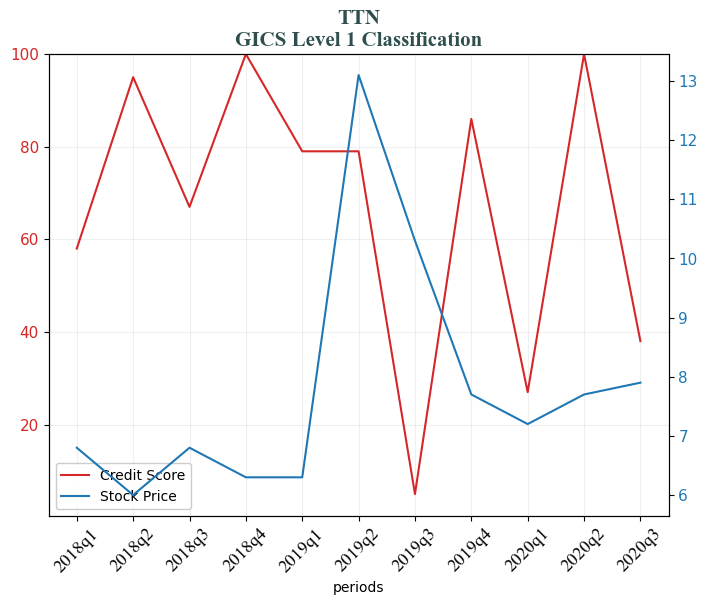 TTN
GICS Level 1 Classification
100
80
60
40
20
13
12
11
10
9
8
7
6
Credit Score
Stock Price
2018q1
2018q2
2018q3
2018q4
2019q1
2019q2
2019q3
2019q4
2020q1
2020q2
2020q3
periods